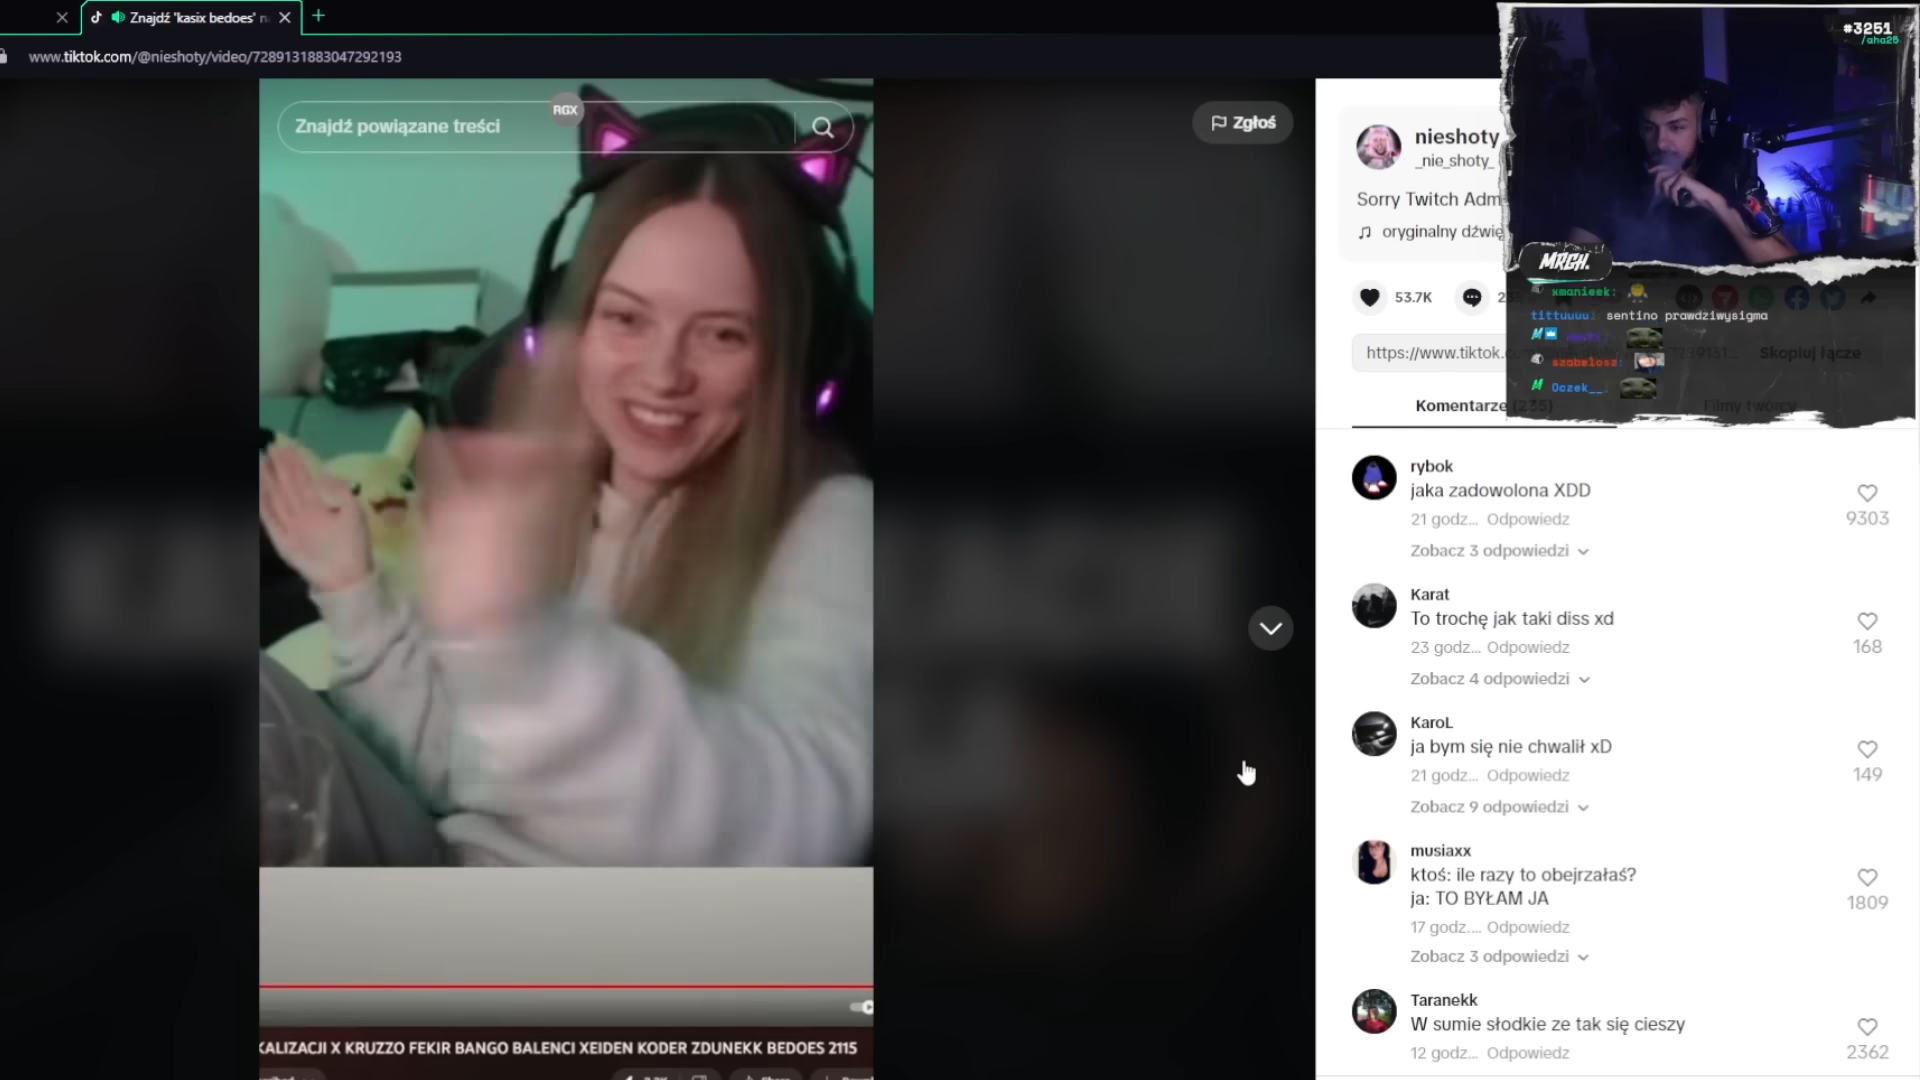 Znajdź 'kasix bedoes'
www.tiktok.com/@nieshoty/video/7289131883047292193
RGX
Znajdź powiązane treści
Zgłoś
#3251
/aha25
nieshoty
_nie_shoty_
Sorry Twitch Adm
oryginalny dźwię
MRGH.
53.7K
xmanieek:
tittuuuu: sentino prawdziwysigma
szabelosz:
Oczek__:
https://www.tiktok.
Skopiuj łącze
Komentarze (235)
Filmy twórcy
rybok
jaka zadowolona XDD
21 godz... Odpowiedz
9303
Zobacz 3 odpowiedzi
Karat
To trochę jak taki diss xd
23 godz... Odpowiedz
168
Zobacz 4 odpowiedzi
KaroL
ja bym się nie chwalił xD
21 godz... Odpowiedz
149
Zobacz 9 odpowiedzi
musiaxx
ktoś: ile razy to obejrzałaś?
ja: TO BYŁAM JA
17 godz.... Odpowiedz
1809
Zobacz 3 odpowiedzi
Taranekk
W sumie słodkie ze tak się cieszy
12 godz... Odpowiedz
2362
KALIZACJI X KRUZZO FEKIR BANGO BALENCI XEIDEN KODER ZDUNEKK BEDOES 2115